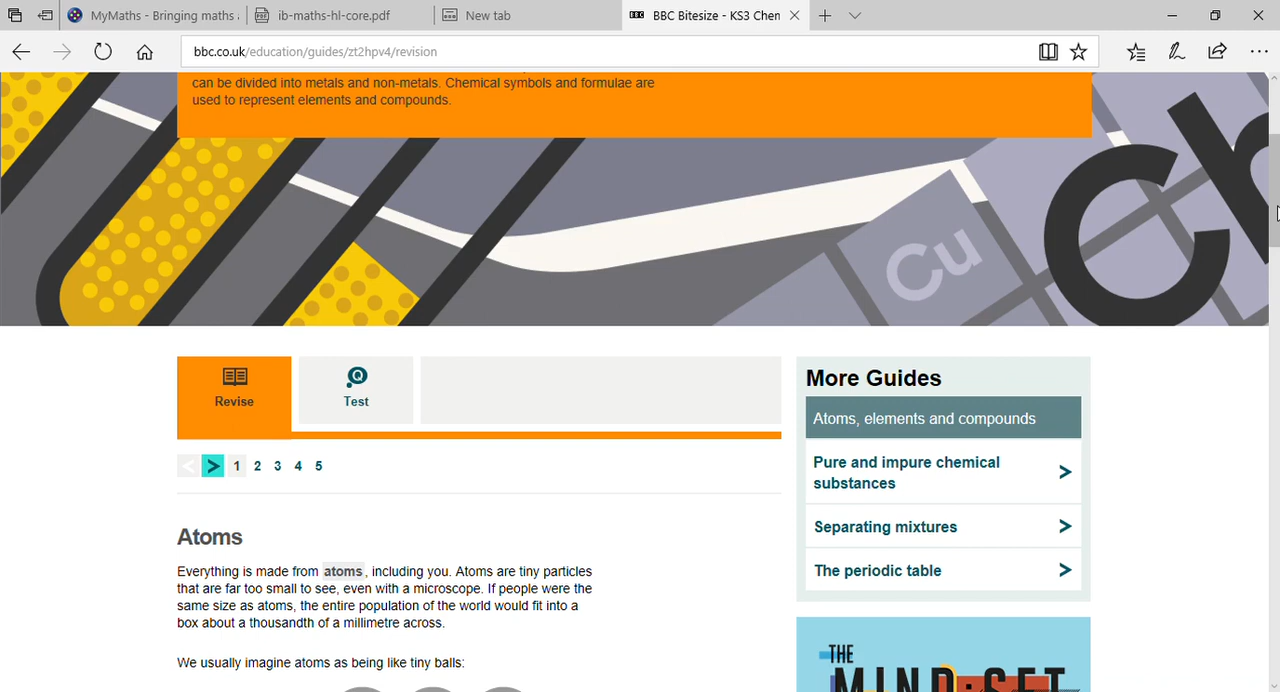 MyMaths - Bringing maths
ib-maths-hl-core.pdf
New tab
BBC BBC Bitesize - KS3 Chem
bbc.co.uk/education/guides/zt2hpv4/revision
can be divided into metals and non-metals. Chemical symbols and formulae are
used to represent elements and compounds.
Cu
Ch
Revise
Test
1 2 3 4 5
Atoms
Everything is made from atoms, including you. Atoms are tiny particles
that are far too small to see, even with a microscope. If people were the
same size as atoms, the entire population of the world would fit into a
box about a thousandth of a millimetre across.
We usually imagine atoms as being like tiny balls:
More Guides
Atoms, elements and compounds
Pure and impure chemical
substances
Separating mixtures
The periodic table
THE
MIND·SET